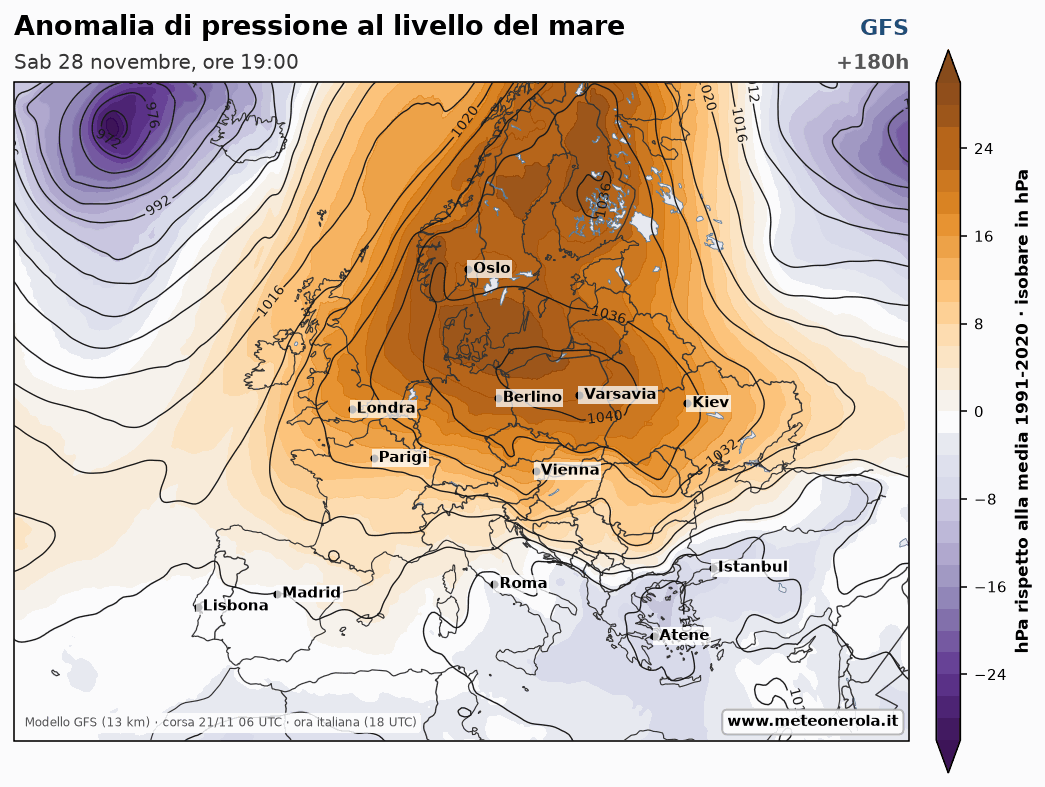 Anomalia di pressione al livello del mare
GFS
Sab 28 novembre, ore 19:00
+180h
1020
1020
1016
976
972
992
1036
Oslo
1016
1036
Londra
Berlino
Varsavia
Kiev
1040
1032
Parigi
Vienna
Istanbul
Roma
Madrid
Lisbona
Atene
Modello GFS (13 km) · corsa 21/11 06 UTC · ora italiana (18 UTC)
www.meteonerola.it
24
16
8
0
−8
−16
−24
hPa rispetto alla media 1991-2020 · isobare in hPa